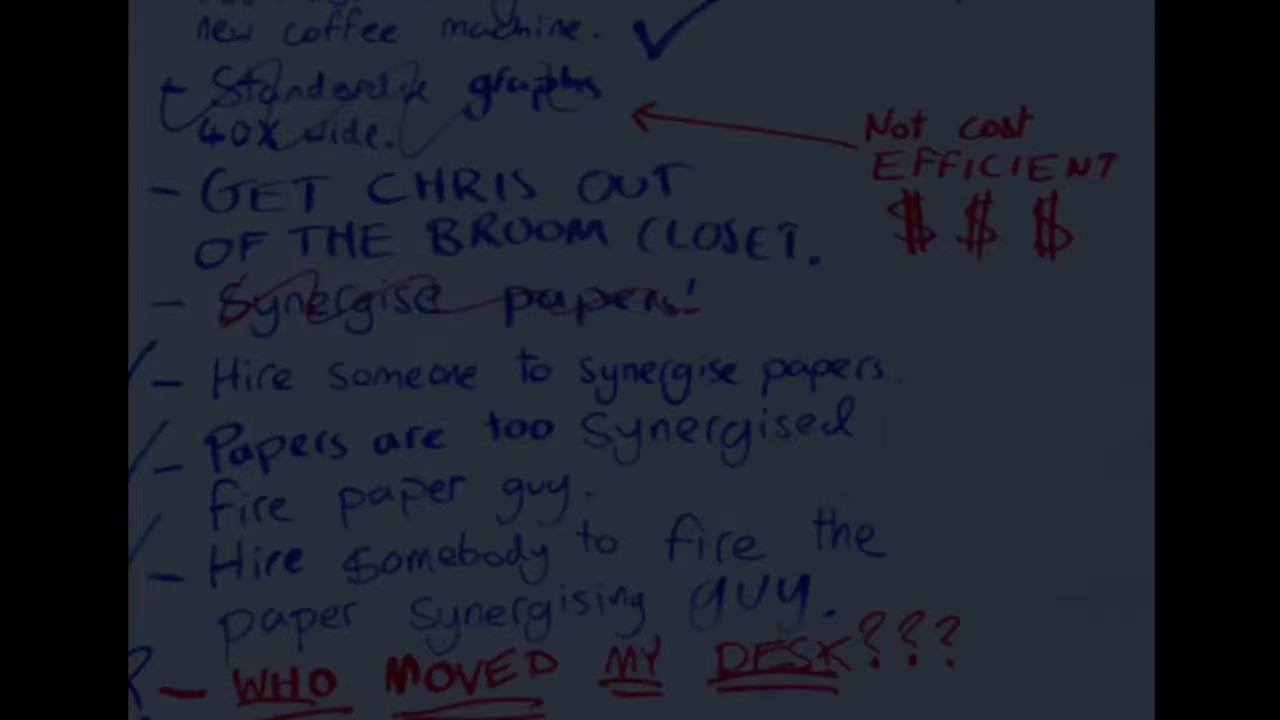 new coffee machine.
- Standardise graphs
40x wide.
Not cost
EFFICIENT
$ $ $
- GET CHRIS OUT
OF THE BROOM CLOSET.
- Synergise papers!
- Hire someone to synergise papers.
- Papers are too synergised
fire paper guy.
- Hire somebody to fire the
paper synergising guy.
? - WHO MOVED MY DESK???